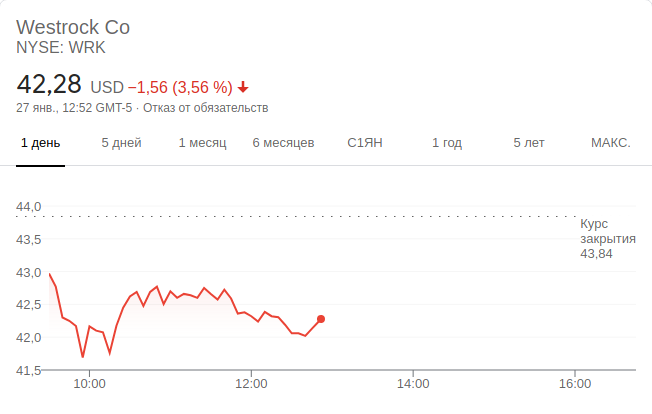 Westrock Co
NYSE: WRK
42,28 USD −1,56 (3,56 %)
27 янв., 12:52 GMT-5 · Отказ от обязательств
1 день 5 дней 1 месяц 6 месяцев С1ЯН 1 год 5 лет МАКС.
44,0
Курс
закрытия
43,84
43,5
43,0
42,5
42,0
41,5
10:00 12:00 14:00 16:00